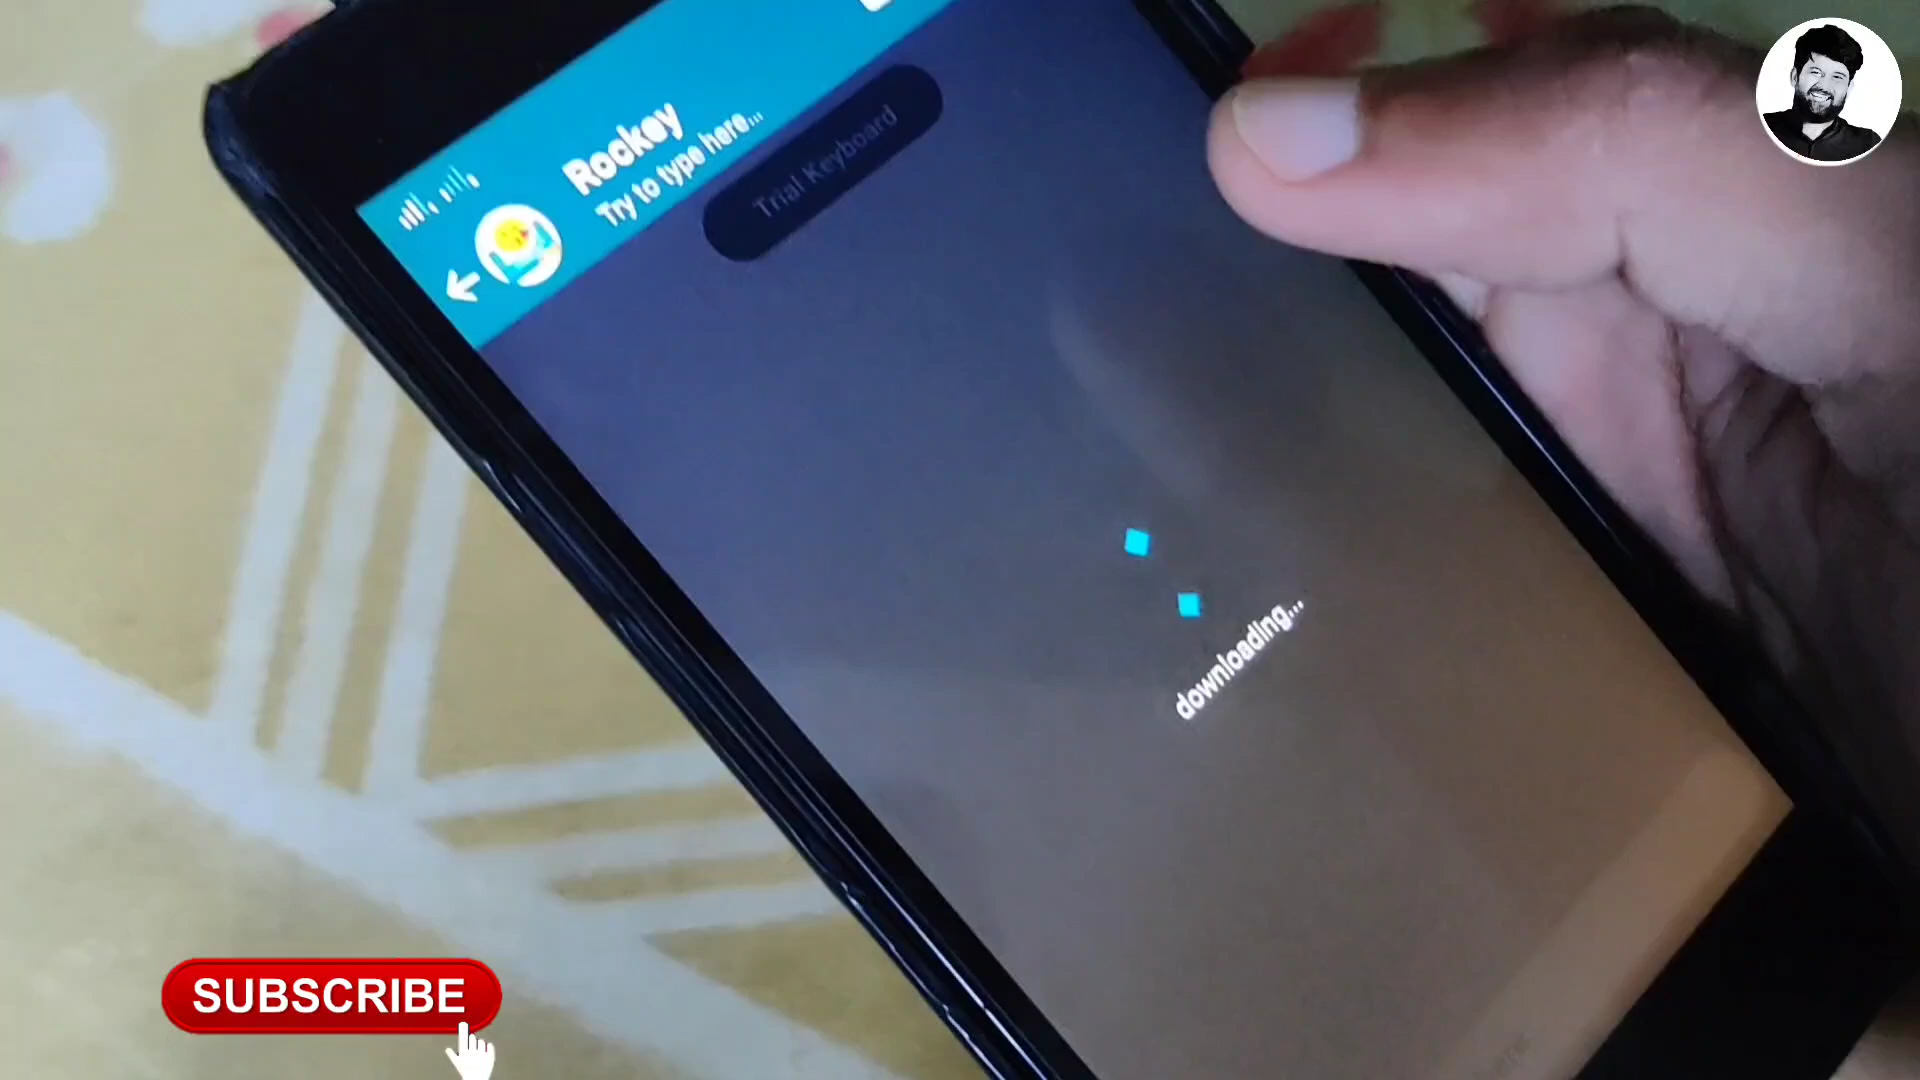 Rockey
Try to type here...
Trial Keyboard
downloading...
SUBSCRIBE